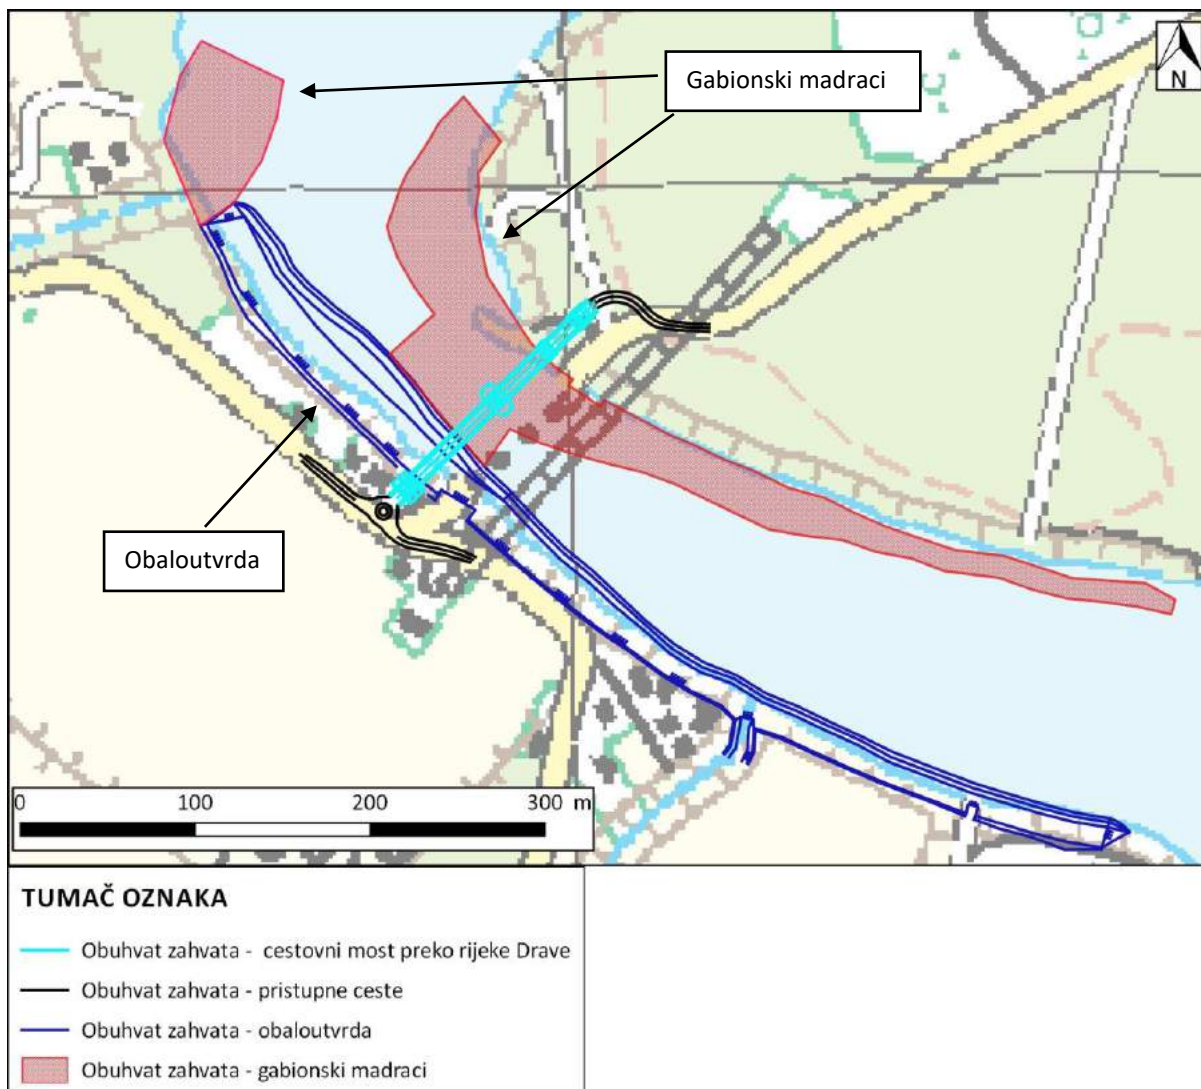 N
Gabionski madraci
Obaloutvrda
0 100 200 300 m
TUMAČ OZNAKA
Obuhvat zahvata - cestovni most preko rijeke Drave
Obuhvat zahvata - pristupne ceste
Obuhvat zahvata - obaloutvrda
Obuhvat zahvata - gabionski madraci